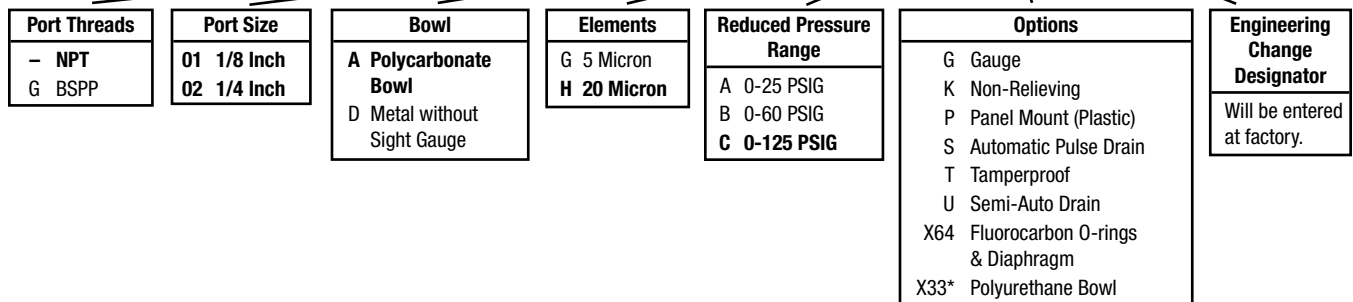 Port Threads
– NPT
G BSPP
Port Size
01 1/8 Inch
02 1/4 Inch
Bowl
A Polycarbonate
Bowl
D Metal without
Sight Gauge
Elements
G 5 Micron
H 20 Micron
Reduced Pressure
Range
A 0-25 PSIG
B 0-60 PSIG
C 0-125 PSIG
Options
G Gauge
K Non-Relieving
P Panel Mount (Plastic)
S Automatic Pulse Drain
T Tamperproof
U Semi-Auto Drain
X64 Fluorocarbon O-rings
& Diaphragm
X33* Polyurethane Bowl
Engineering
Change
Designator
Will be entered
at factory.